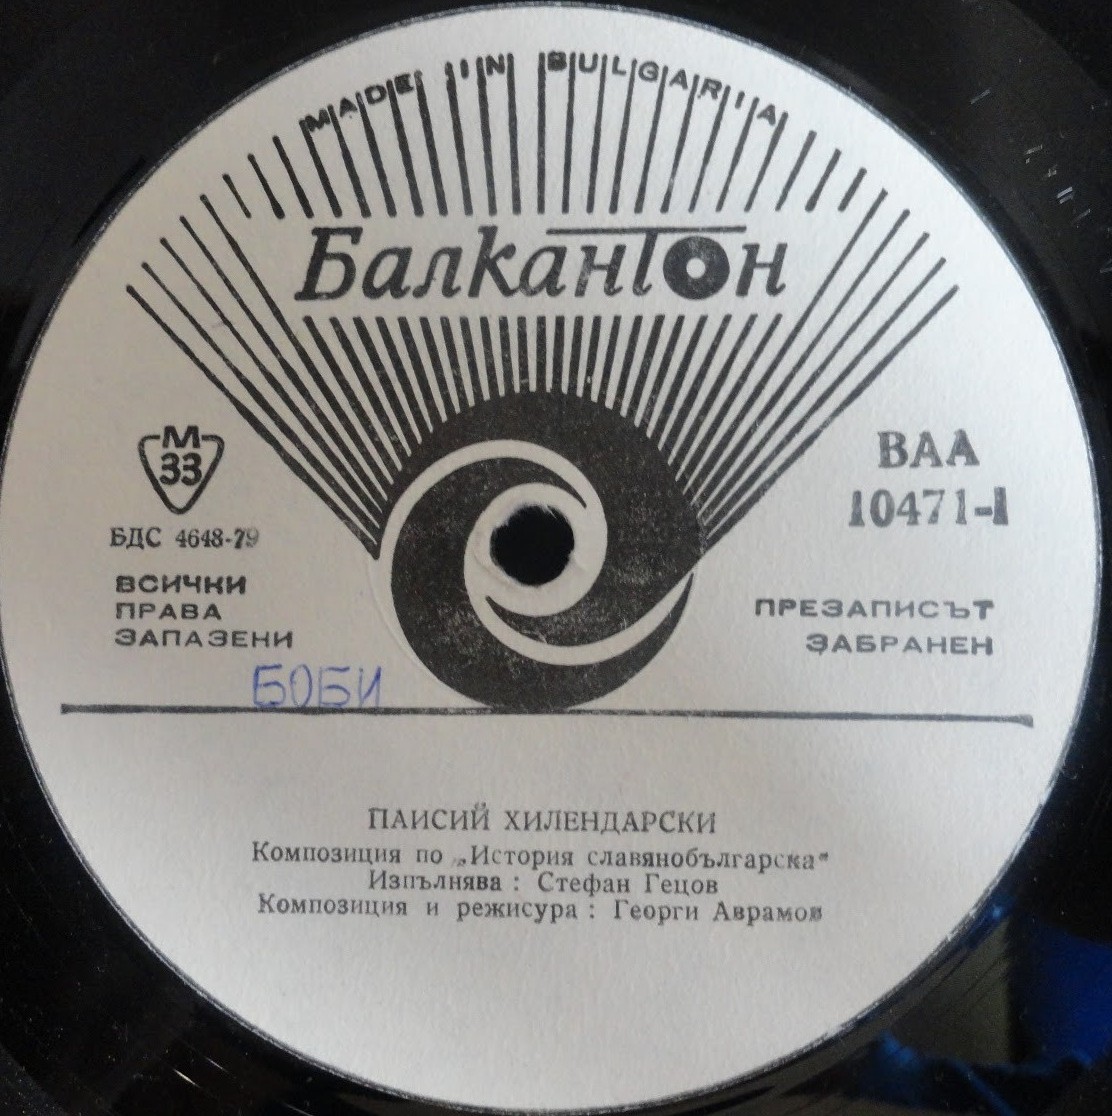 MADE IN BULGARIA
Балкантон
М
33
БДС 4648-79
ВСИЧКИ
ПРАВА
ЗАПАЗЕНИ
ВАА
10471-1
ПРЕЗАПИСЪТ
ЗАБРАНЕН
БОБИ
ПАИСИЙ ХИЛЕНДАРСКИ
Композиция по „История славянобългарска"
Изпълнява : Стефан Гецов
Композиция и режисура : Георги Аврамов